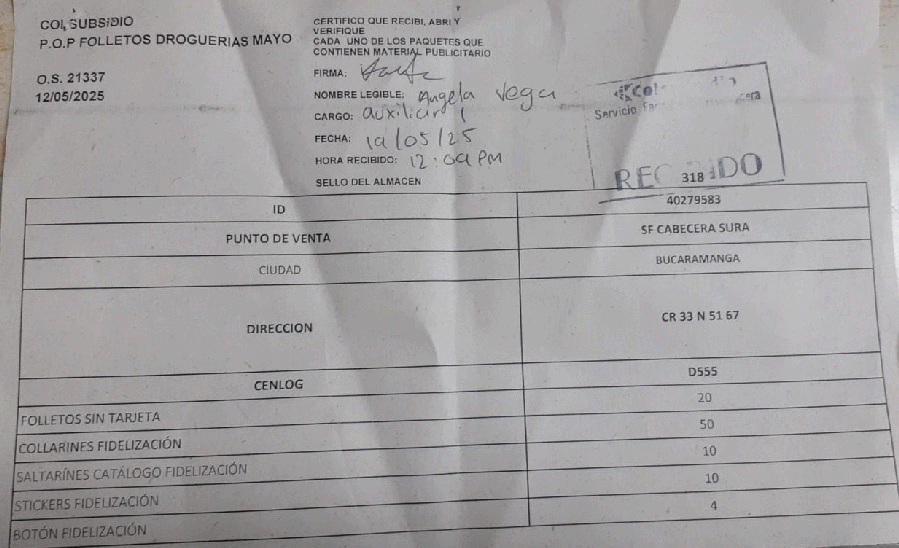 COLSUBSIDIO
P.O.P FOLLETOS DROGUERIAS MAYO
O.S. 21337
12/05/2025
CERTIFICO QUE RECIBI, ABRI Y
VERIFIQUE
CADA UNO DE LOS PAQUETES QUE
CONTIENEN MATERIAL PUBLICITARIO
FIRMA:
NOMBRE LEGIBLE: Angela Vega
CARGO: auxiliar 1
FECHA: 19/05/25
HORA RECIBIDO: 12:09 PM
SELLO DEL ALMACEN
Servicio
RECIBIDO
318
ID 40279583
PUNTO DE VENTA SF CABECERA SURA
CIUDAD BUCARAMANGA
DIRECCION CR 33 N 51 67
CENLOG D555
FOLLETOS SIN TARJETA 20
COLLARINES FIDELIZACIÓN 50
SALTARÍNES CATÁLOGO FIDELIZACIÓN 10
STICKERS FIDELIZACIÓN 10
BOTÓN FIDELIZACIÓN 4